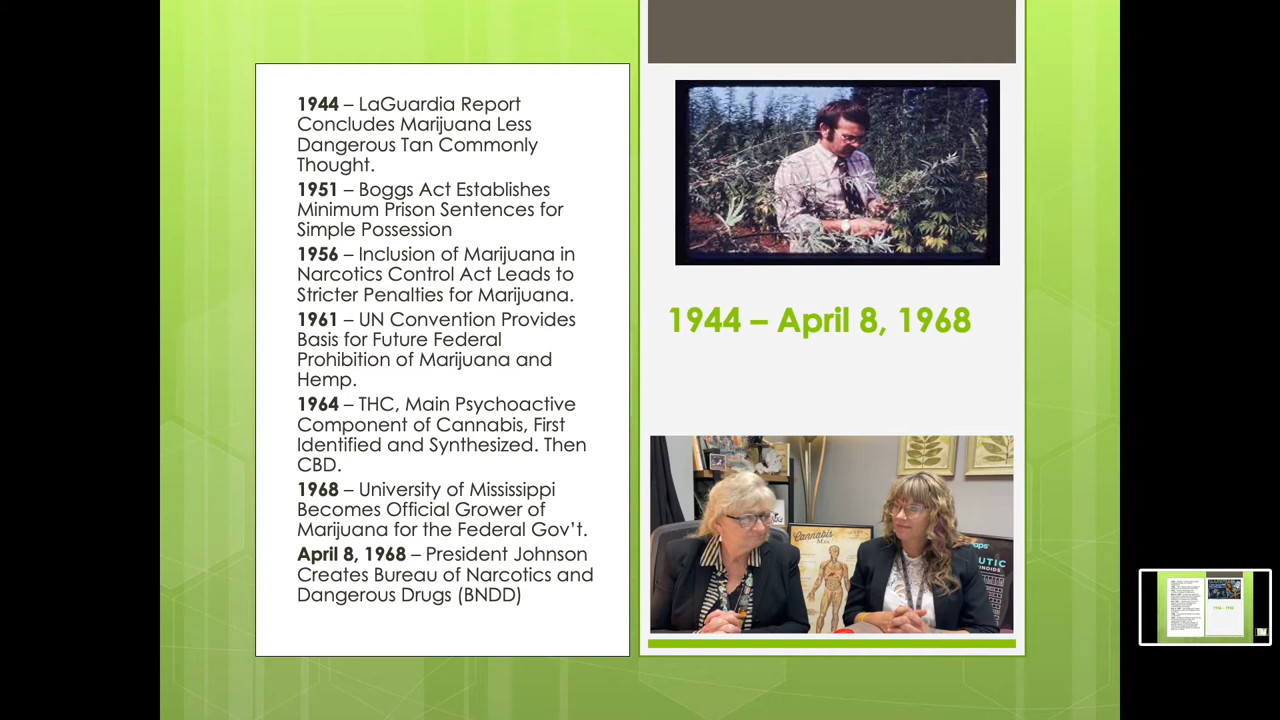 1944 – LaGuardia Report
Concludes Marijuana Less
Dangerous Tan Commonly
Thought.
1951 – Boggs Act Establishes
Minimum Prison Sentences for
Simple Possession
1956 – Inclusion of Marijuana in
Narcotics Control Act Leads to
Stricter Penalties for Marijuana.
1961 – UN Convention Provides
Basis for Future Federal
Prohibition of Marijuana and
Hemp.
1964 – THC, Main Psychoactive
Component of Cannabis, First
Identified and Synthesized. Then
CBD.
1968 – University of Mississippi
Becomes Official Grower of
Marijuana for the Federal Gov't.
April 8, 1968 – President Johnson
Creates Bureau of Narcotics and
Dangerous Drugs (BNDD)
1944 – April 8, 1968
Cannabis